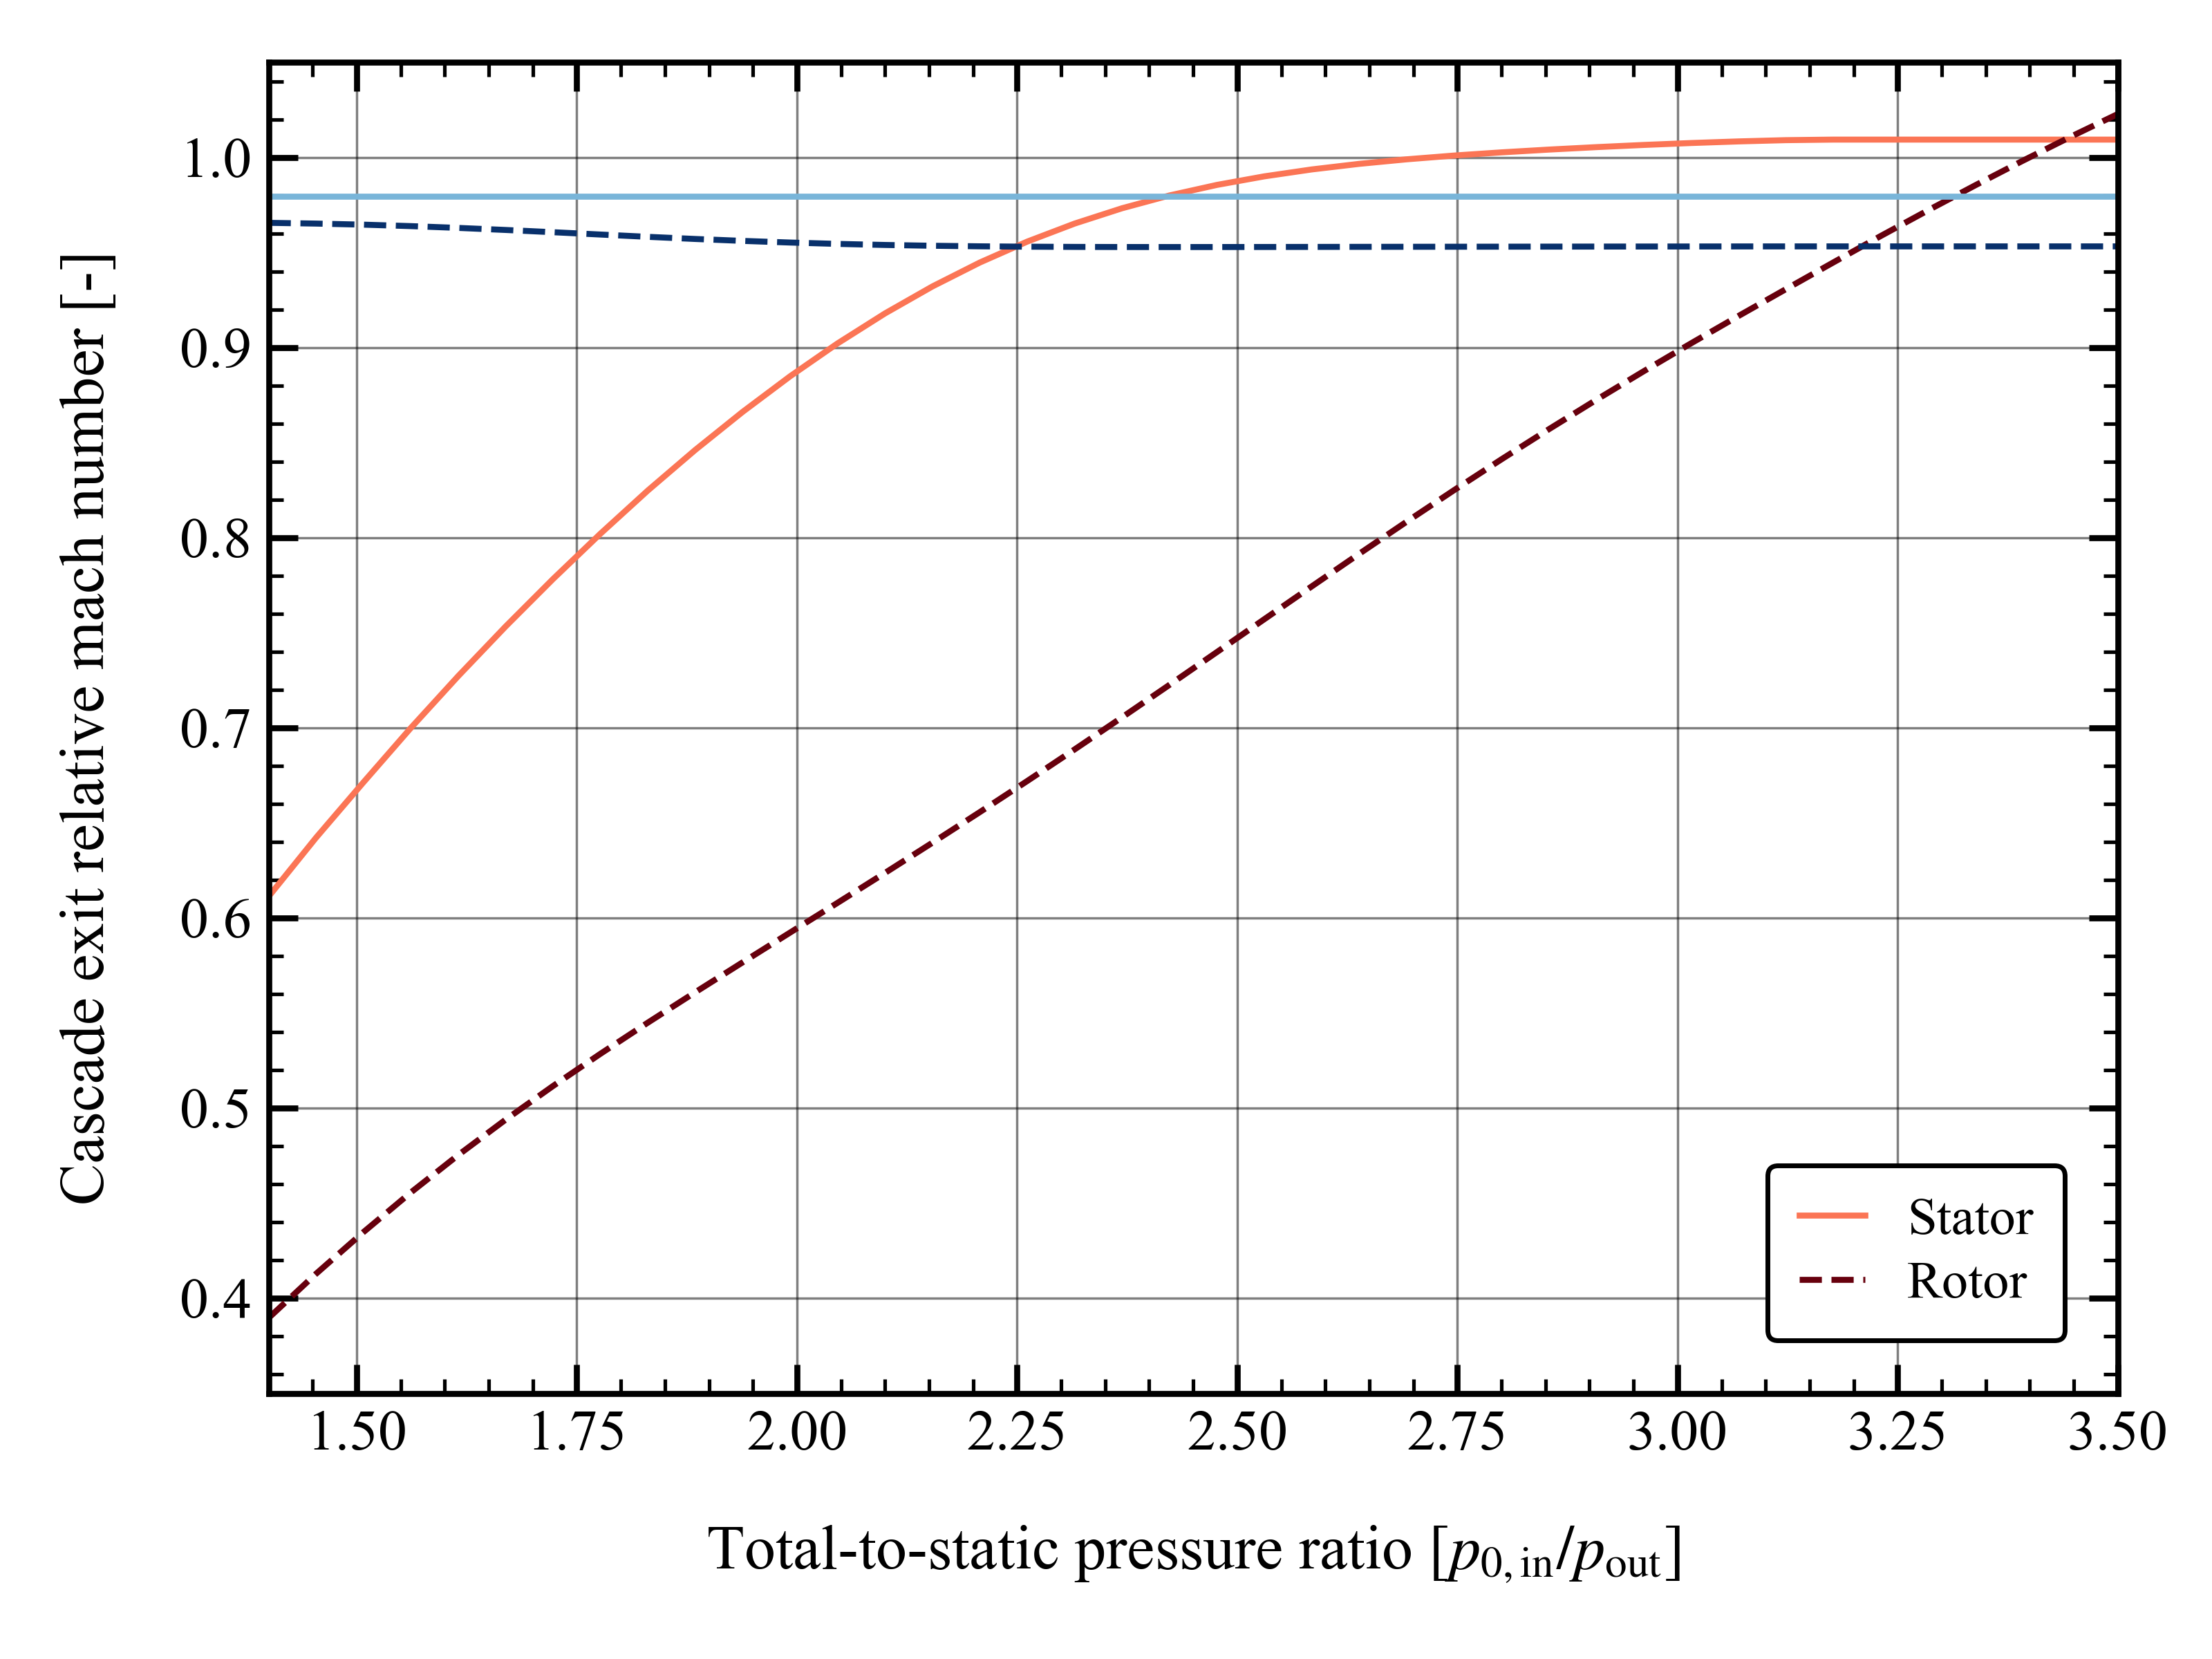 Cascade exit relative mach number [-]
1.0
0.9
0.8
0.7
0.6
0.5
0.4
Stator
Rotor
1.50 1.75 2.00 2.25 2.50 2.75 3.00 3.25 3.50
Total-to-static pressure ratio [p0, in/pout]